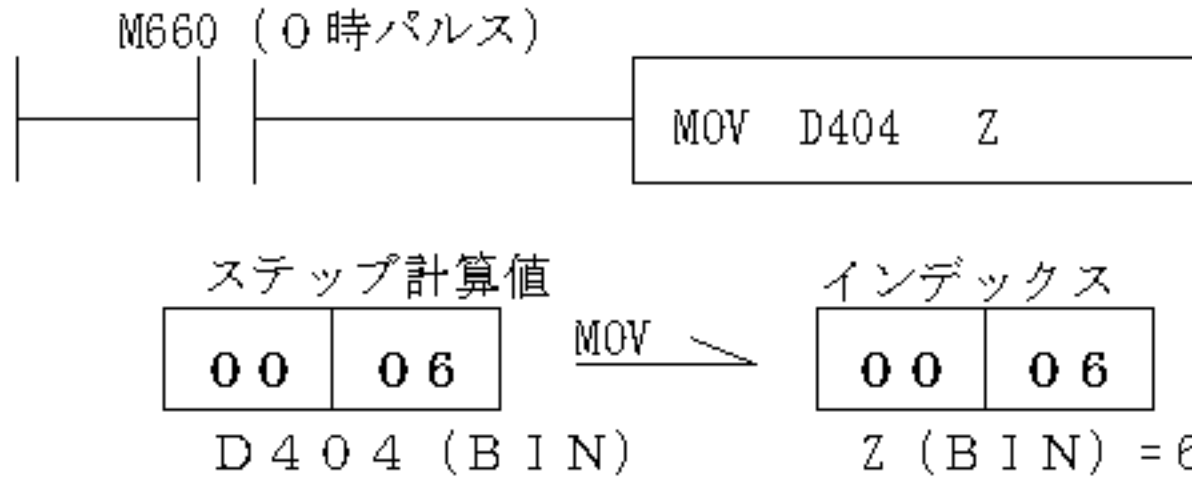 M660 (0時パルス)
MOV D404 Z
ステップ計算値 インデックス
00 06 MOV 00 06
D404 (BIN) Z (BIN) =6